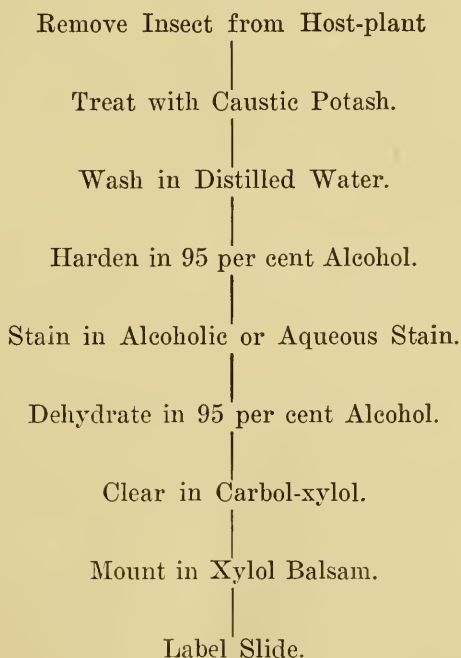 Remove Insect from Host-plant
Treat with Caustic Potash.
Wash in Distilled Water.
Harden in 95 per cent Alcohol.
Stain in Alcoholic or Aqueous Stain.
Dehydrate in 95 per cent Alcohol.
Clear in Carbol-xylol.
Mount in Xylol Balsam.
Label Slide.